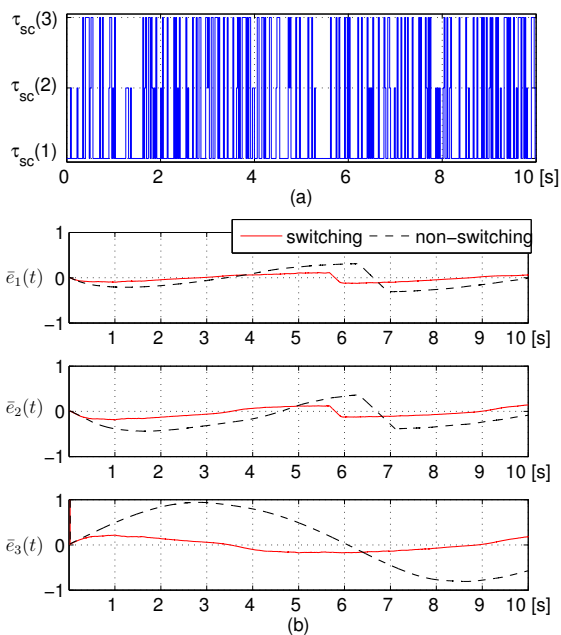 τsc(3)
τsc(2)
τsc(1)
0 2 4 6 8 10 [s]
(a)
switching non−switching
1
ē1(t) 0
−1
1 2 3 4 5 6 7 8 9 10 [s]
1
ē2(t) 0
−1
1 2 3 4 5 6 7 8 9 10 [s]
1
ē3(t) 0
−1
1 2 3 4 5 6 7 8 9 10 [s]
(b)